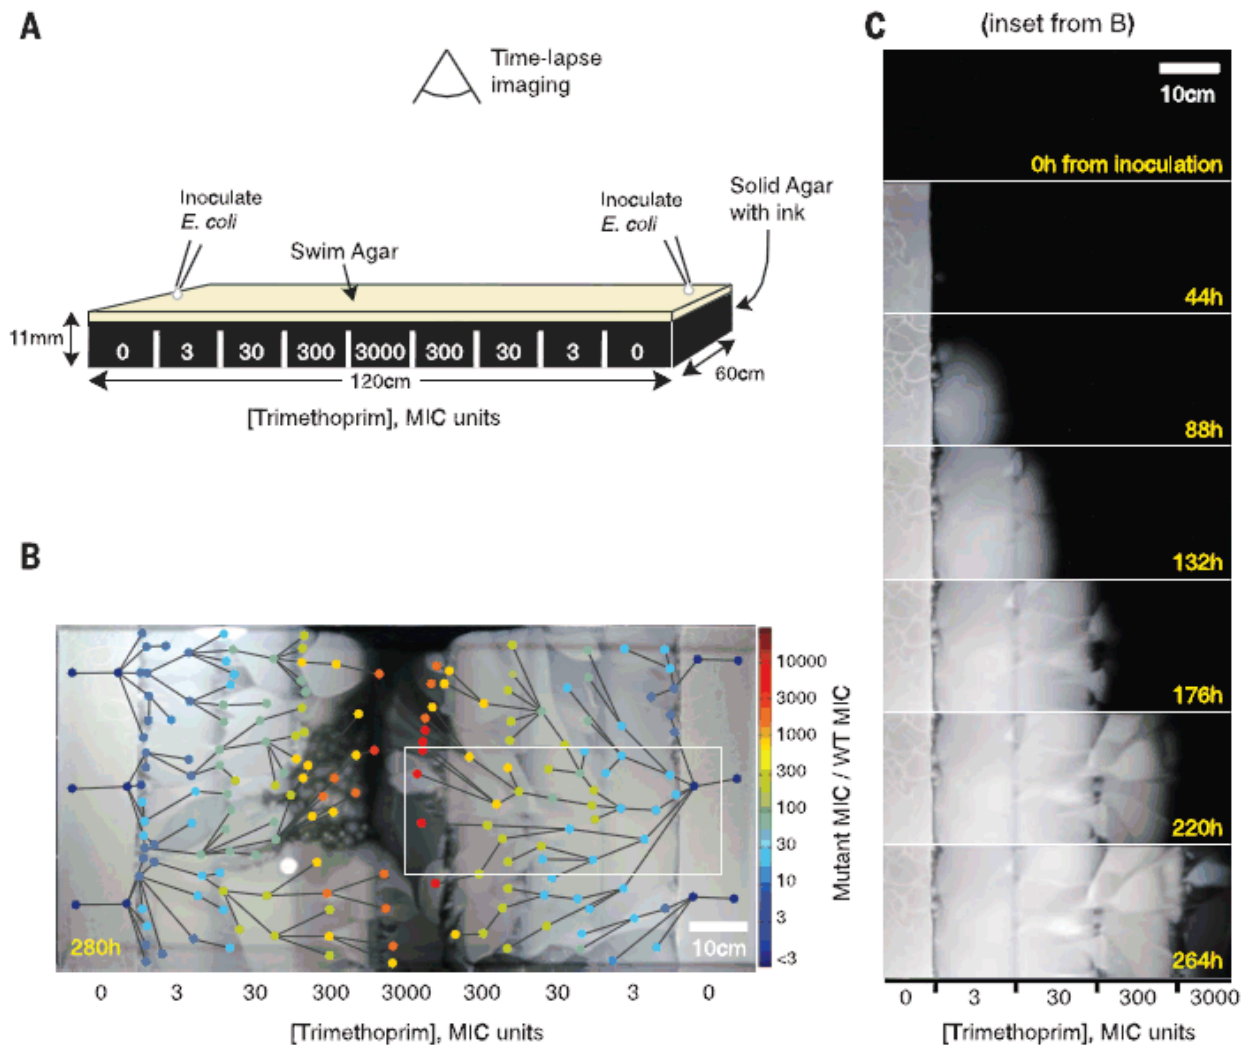 A
Time-lapse
imaging
Inoculate
E. coli
Swim Agar
Inoculate
E. coli
Solid Agar
with ink
11mm
0 3 30 300 3000 300 30 3 0
120cm
60cm
[Trimethoprim], MIC units
B
280h
10cm
10000
3000
1000
300
100
30
10
3
<3
Mutant MIC / WT MIC
0 3 30 300 3000 300 30 3 0
[Trimethoprim], MIC units
C
(inset from B)
10cm
0h from inoculation
44h
88h
132h
176h
220h
264h
0 3 30 300 3000
[Trimethoprim], MIC units